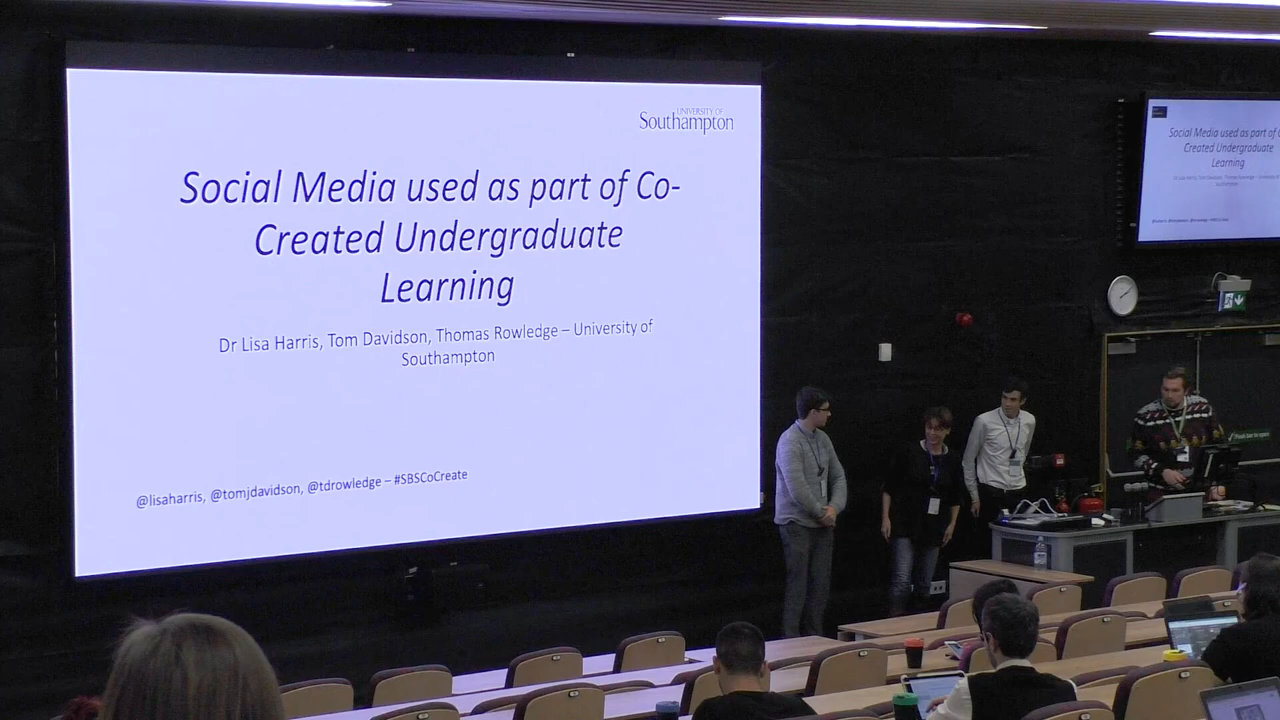 UNIVERSITY OF
Southampton
Social Media used as part of Co-
Created Undergraduate
Learning
Dr Lisa Harris, Tom Davidson, Thomas Rowledge – University of
Southampton
@lisaharris, @tomjdavidson, @tdrowledge – #SBSCoCreate
Social Media used as part of
Created Undergraduate
Learning